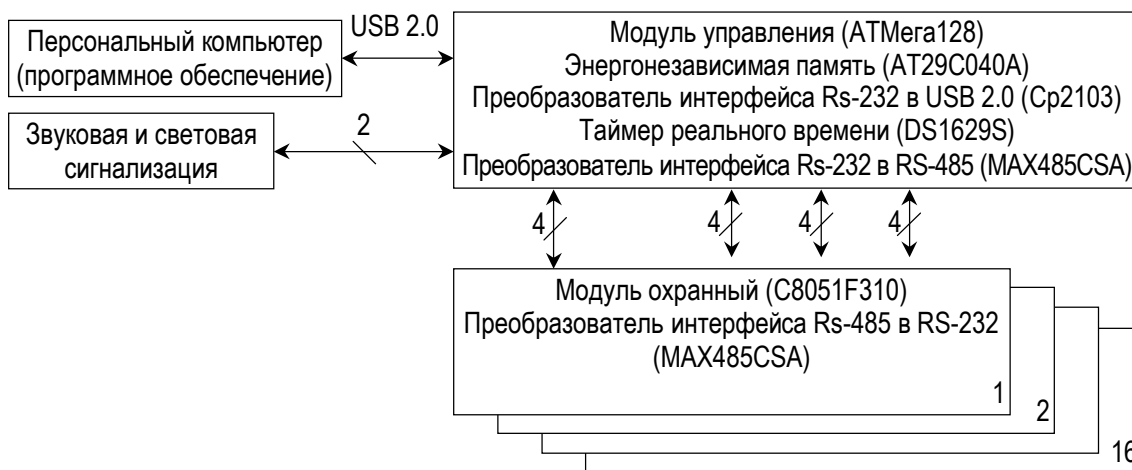 USB 2.0
Персональный компьютер
(программное обеспечение)
Звуковая и световая
сигнализация
2
Модуль управления (АТМега128)
Энергонезависимая память (АТ29С040А)
Преобразователь интерфейса Rs-232 в USB 2.0 (Cp2103)
Таймер реального времени (DS1629S)
Преобразователь интерфейса Rs-232 в RS-485 (MAX485CSA)
4 4 4 4
Модуль охранный (C8051F310)
Преобразователь интерфейса Rs-485 в RS-232
(MAX485CSA)
1
2
16